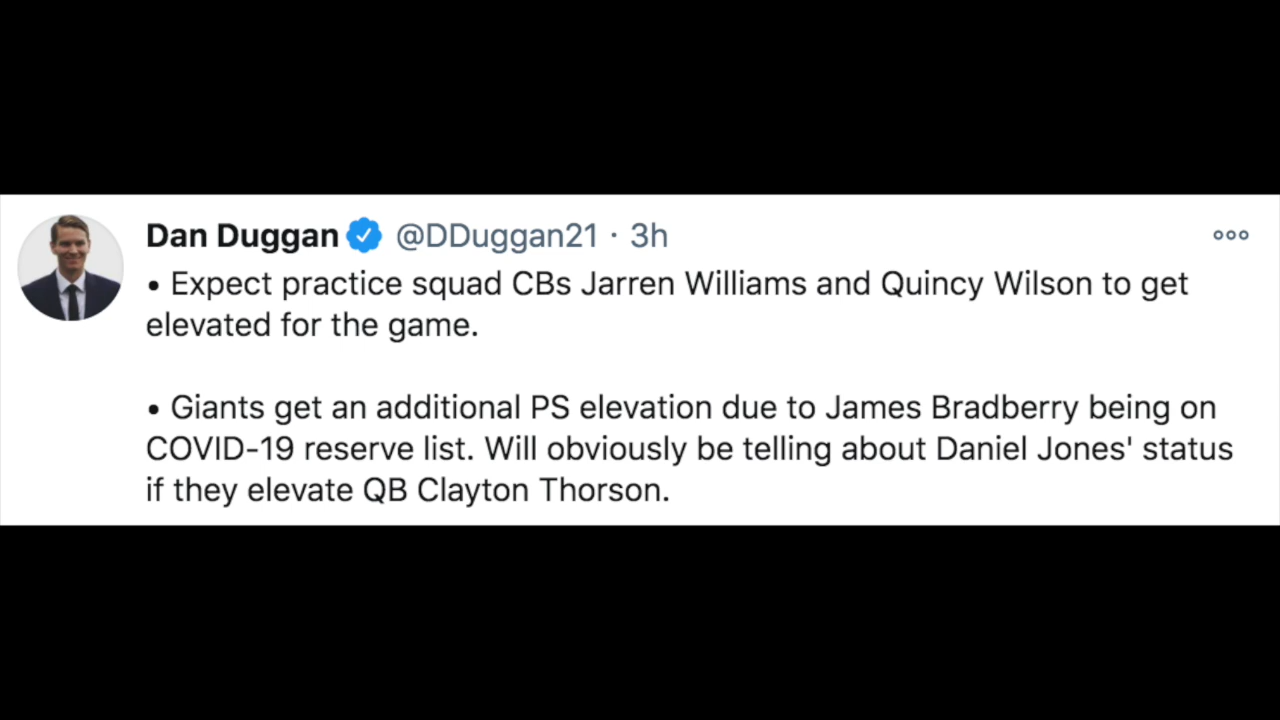 Dan Duggan @DDuggan21 · 3h
• Expect practice squad CBs Jarren Williams and Quincy Wilson to get
elevated for the game.
• Giants get an additional PS elevation due to James Bradberry being on
COVID-19 reserve list. Will obviously be telling about Daniel Jones' status
if they elevate QB Clayton Thorson.